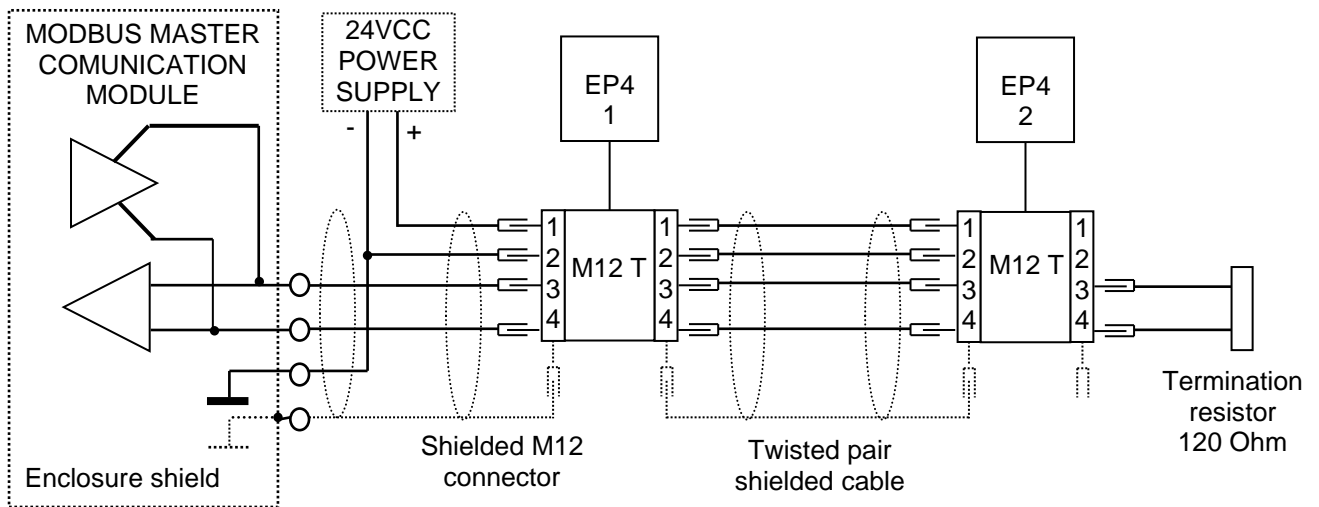 MODBUS MASTER
COMUNICATION
MODULE
Enclosure shield
24VCC
POWER
SUPPLY
-
+
EP4
1
1
2
3
4
M12 T
1
2
3
4
Shielded M12
connector
Twisted pair
shielded cable
EP4
2
1
2
3
4
M12 T
1
2
3
4
Termination
resistor
120 Ohm